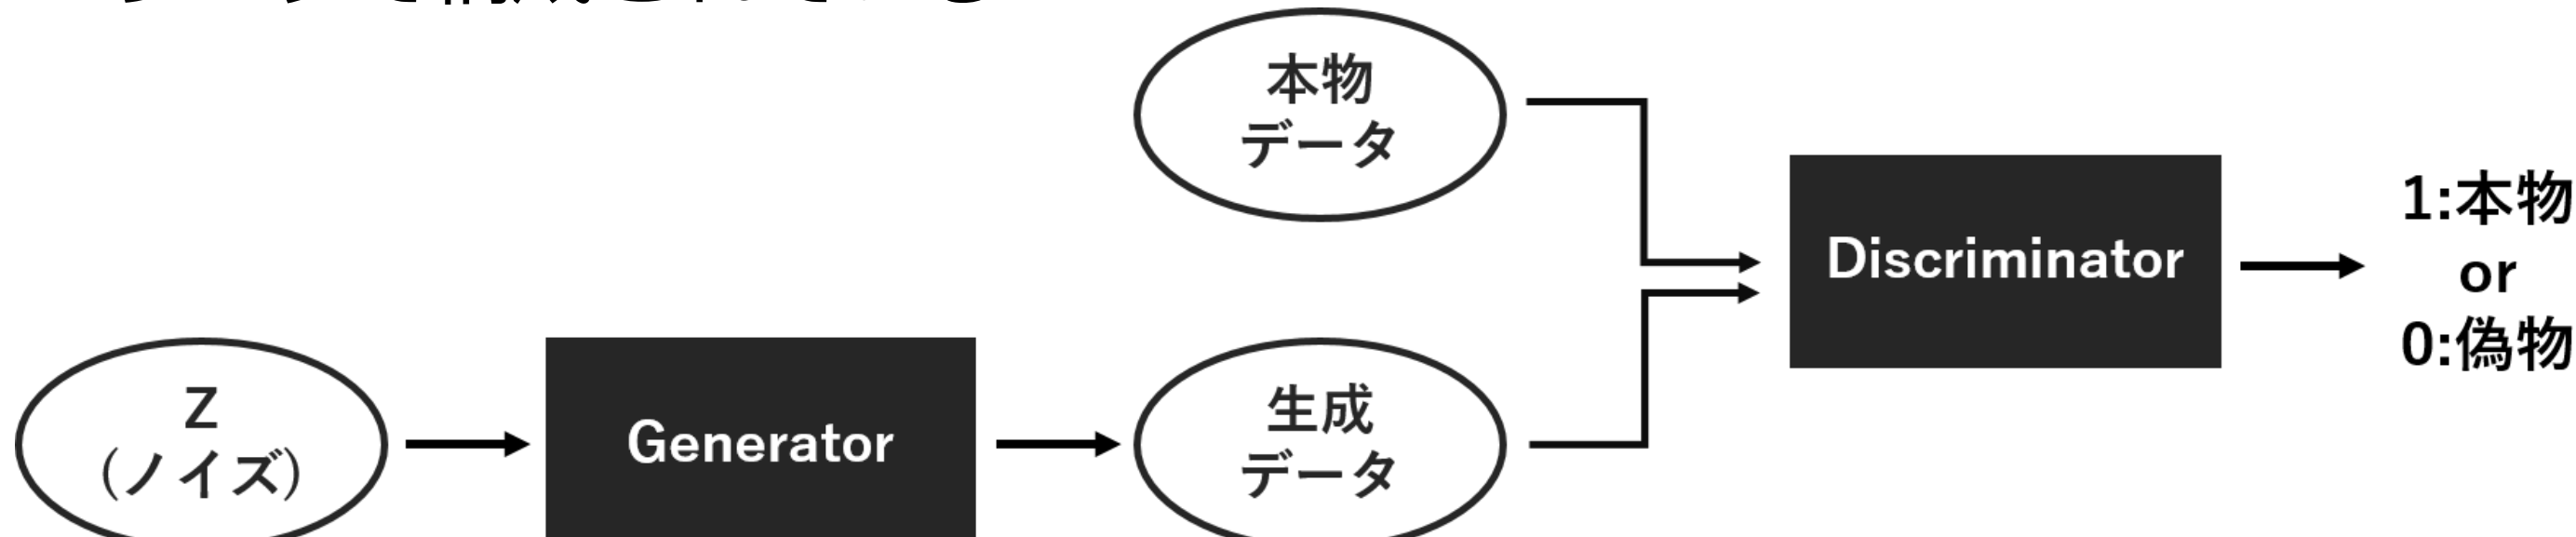 本物
データ
Discriminator
1:本物
or
0:偽物
Z
(ノイズ)
Generator
生成
データ